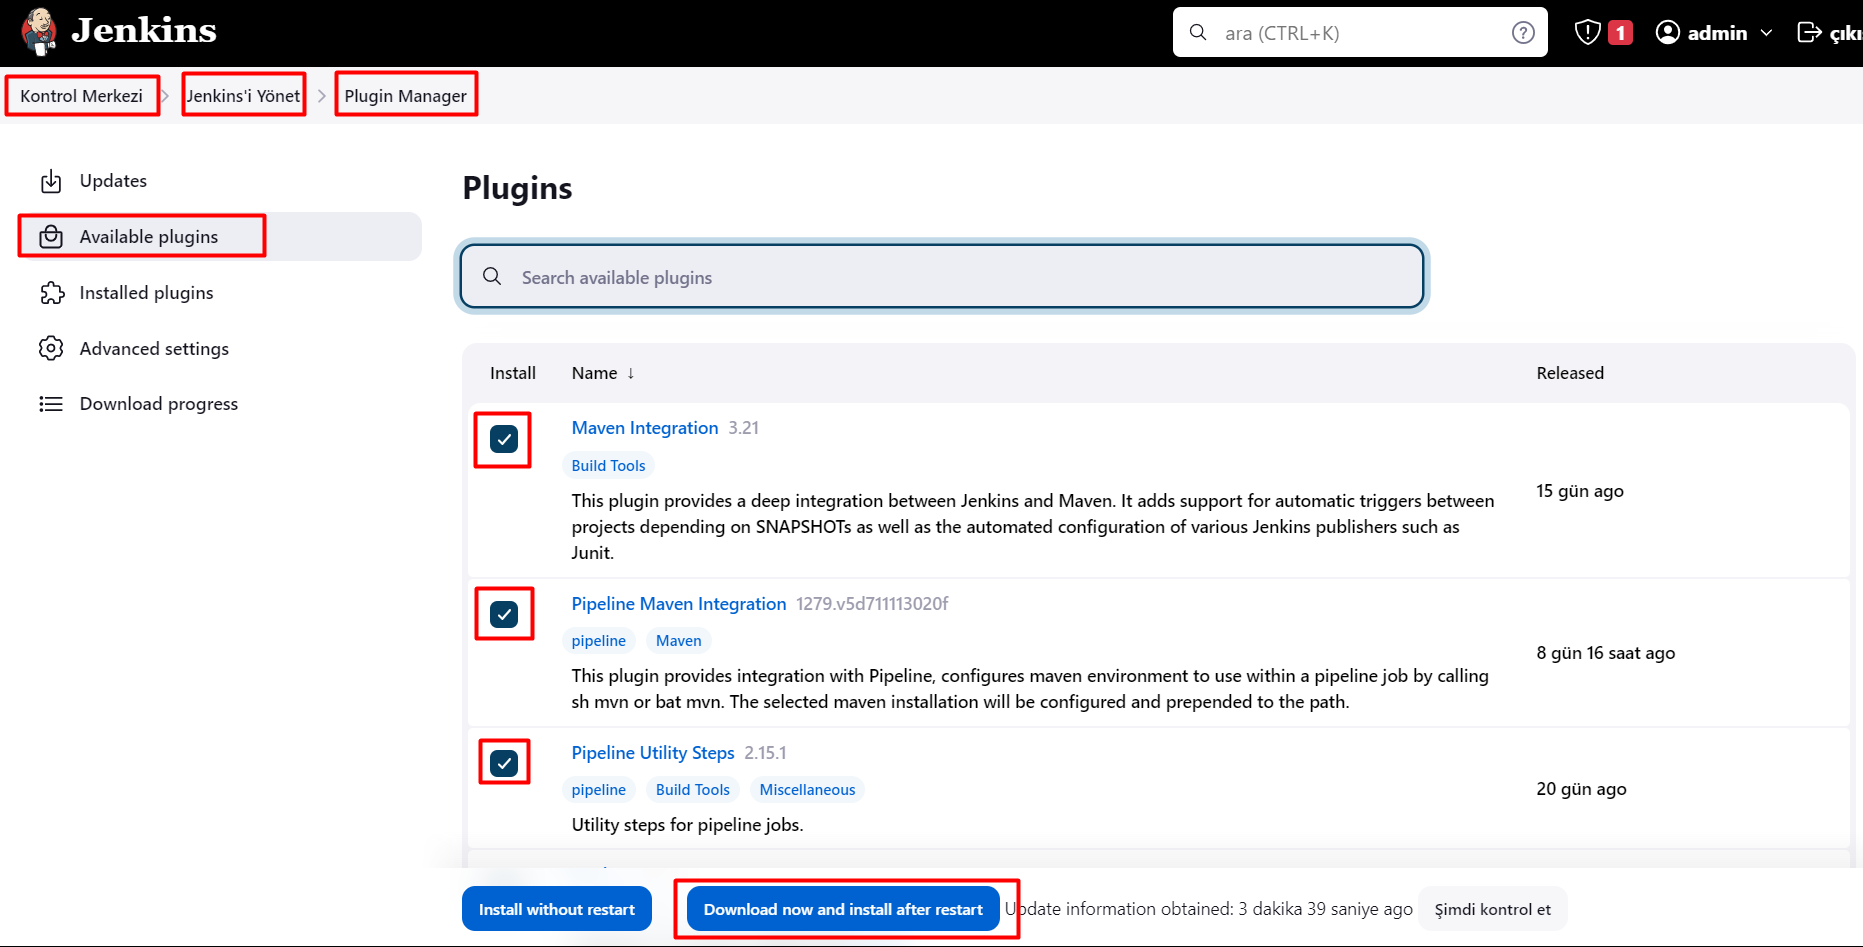 Jenkins
ara (CTRL+K)
1
admin
çıkı
Kontrol Merkezi
Jenkins'i Yönet
Plugin Manager
Updates
Available plugins
Installed plugins
Advanced settings
Download progress
Plugins
Search available plugins
Install Name ↓ Released
Maven Integration 3.21
Build Tools
This plugin provides a deep integration between Jenkins and Maven. It adds support for automatic triggers between
projects depending on SNAPSHOTs as well as the automated configuration of various Jenkins publishers such as
Junit.
15 gün ago
Pipeline Maven Integration 1279.v5d711113020f
pipeline Maven
This plugin provides integration with Pipeline, configures maven environment to use within a pipeline job by calling
sh mvn or bat mvn. The selected maven installation will be configured and prepended to the path.
8 gün 16 saat ago
Pipeline Utility Steps 2.15.1
pipeline Build Tools Miscellaneous
Utility steps for pipeline jobs.
20 gün ago
Install without restart
Download now and install after restart
Update information obtained: 3 dakika 39 saniye ago
Şimdi kontrol et